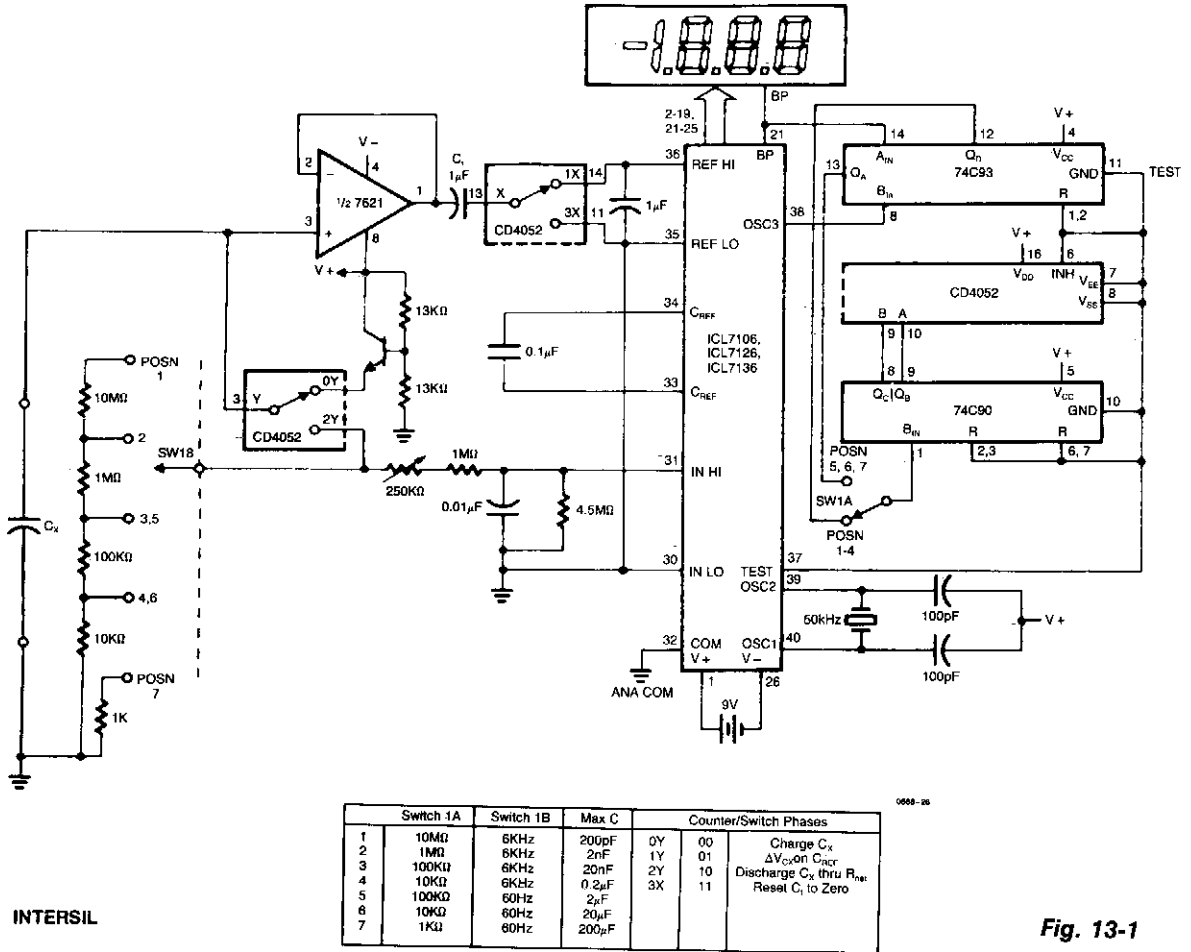 BP
2-19,
21-25
V-
2
4
1
3
½ 7621
8
+
V+
C₁
1μF
13
X
1X
14
3X
11
CD4052
1μF
36
REF HI
21
BP
35
REF LO
OSC3
38
34
CREF
33
CREF
0.1μF
ICL7106,
ICL7126,
ICL7136
14
12
V+
4
13
QA
AIN
QD
VCC
GND
11
TEST
74C93
BIn
R
8
1,2
V+
16
6
VDD
INH
VEE
7
VSS
8
CD4052
B
A
9
10
8
9
V+
5
QC|QB
VCC
GND
10
74C90
BIN
R
R
1
2,3
6, 7
POSN
5, 6, 7
SW1A
POSN
1-4
13KΩ
13KΩ
3
Y
0Y
2Y
CD4052
POSN
1
10MΩ
2
SW18
1MΩ
3,5
100KΩ
4,6
10KΩ
POSN
7
1K
Cx
250KΩ
1MΩ
0.01μF
4.5MΩ
31
IN HI
30
IN LO
TEST
37
OSC2
39
50kHz
100pF
V+
100pF
OSC1
40
32
COM
V+
V-
ANA COM
1
26
9V
0888-26
Switch 1A Switch 1B Max C Counter/Switch Phases
1 10MΩ 6KHz 200pF 0Y 00 Charge Cx
2 1MΩ 6KHz 2nF 1Y 01 ΔVCX on CREF
3 100KΩ 6KHz 20nF 2Y 10 Discharge Cx thru Rnet
4 10KΩ 6KHz 0.2μF 3X 11 Reset C₁ to Zero
5 100KΩ 60Hz 2μF
6 10KΩ 60Hz 20μF
7 1KΩ 60Hz 200μF
INTERSIL
Fig. 13-1